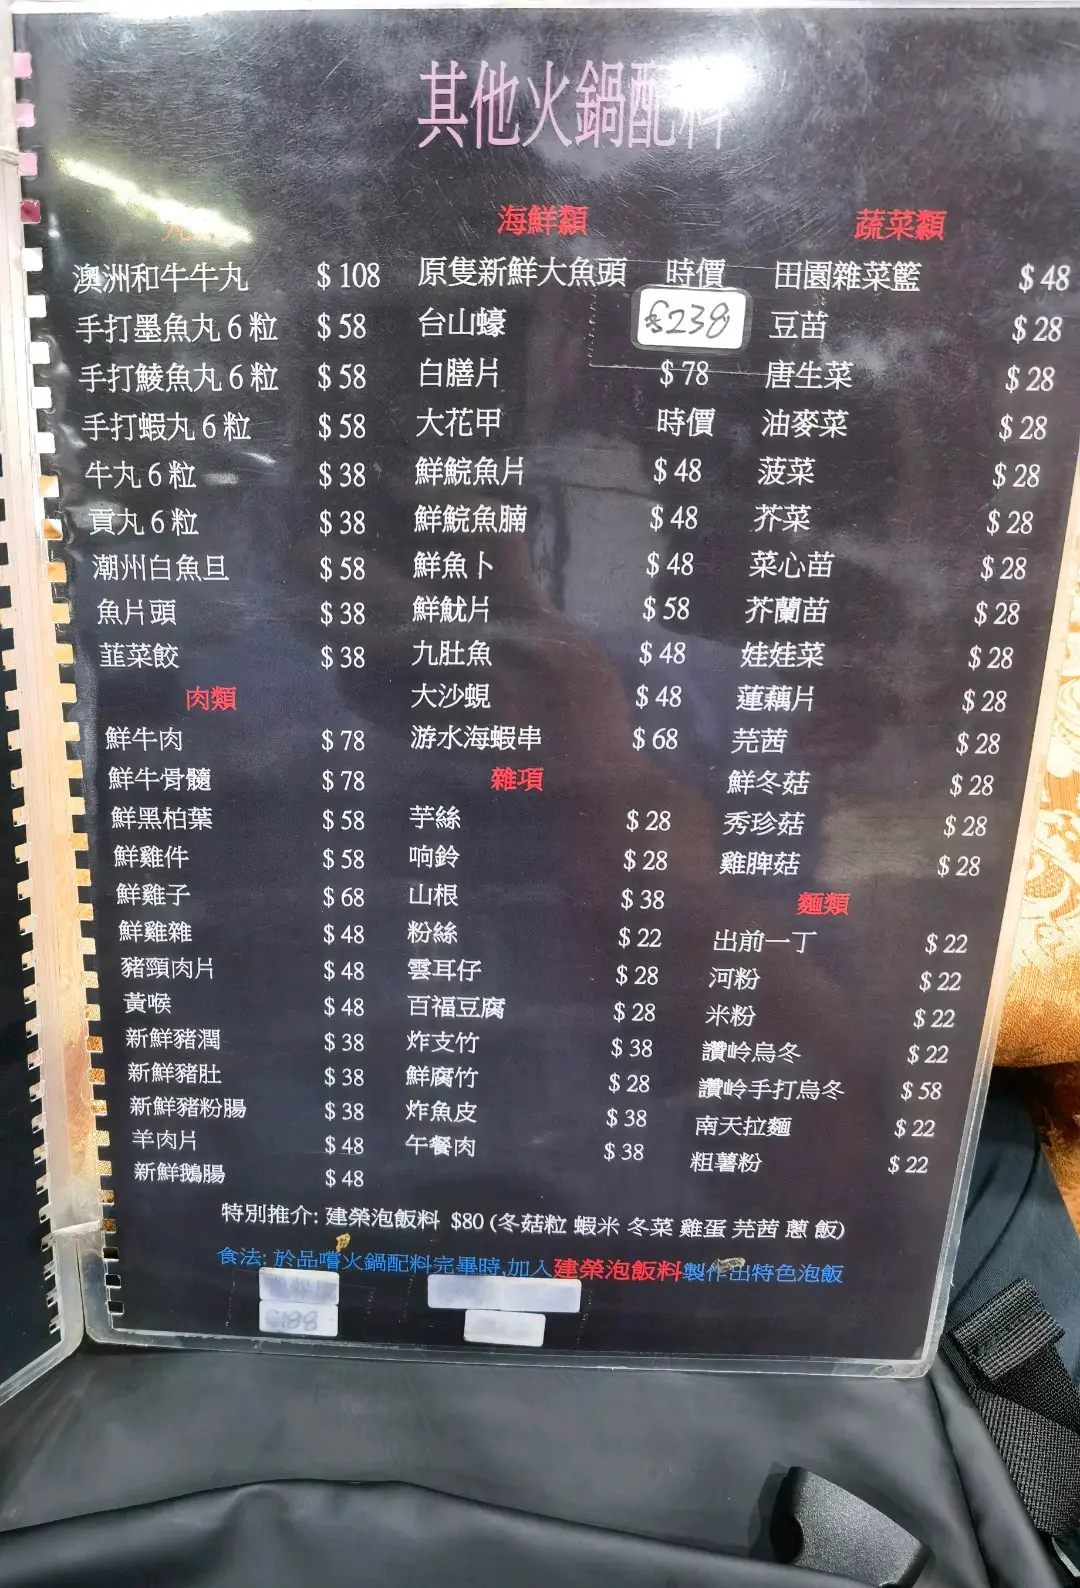 其他火鍋配料
澳洲和牛牛丸 $108
手打墨魚丸6粒 $58
手打鯪魚丸6粒 $58
手打蝦丸6粒 $58
牛丸6粒 $38
貢丸6粒 $38
潮州白魚旦 $58
魚片頭 $38
韮菜餃 $38
肉類
鮮牛肉 $78
鮮牛骨髓 $78
鮮黑柏葉 $58
鮮雞件 $58
鮮雞子 $68
鮮雞雜 $48
豬頸肉片 $48
黃喉 $48
新鮮豬潤 $38
新鮮豬肚 $38
新鮮豬粉腸 $38
羊肉片 $48
新鮮鵝腸 $48
海鮮類
原隻新鮮大魚頭 時價
台山蠔 $238
白膳片 $78
大花甲 時價
鮮鯇魚片 $48
鮮鯇魚腩 $48
鮮魚卜 $48
鮮魷片 $58
九肚魚 $48
大沙蜆 $48
游水海蝦串 $68
雜項
芋絲 $28
响鈴 $28
山根 $38
粉絲 $22
雲耳仔 $28
百福豆腐 $28
炸支竹 $38
鮮腐竹 $28
炸魚皮 $38
午餐肉 $38
蔬菜類
田園雜菜籃 $48
豆苗 $28
唐生菜 $28
油麥菜 $28
菠菜 $28
芥菜 $28
菜心苗 $28
芥蘭苗 $28
娃娃菜 $28
蓮藕片 $28
芫茜 $28
鮮冬菇 $28
秀珍菇 $28
雞脾菇 $28
麵類
出前一丁 $22
河粉 $22
米粉 $22
讚岭烏冬 $22
讚岭手打烏冬 $58
南天拉麵 $22
粗薯粉 $22
特別推介: 建榮泡飯料 $80 (冬菇粒 蝦米 冬菜 雞蛋 芫茜 蔥 飯)
食法: 於品嚐火鍋配料完畢時,加入建榮泡飯料製作出特色泡飯